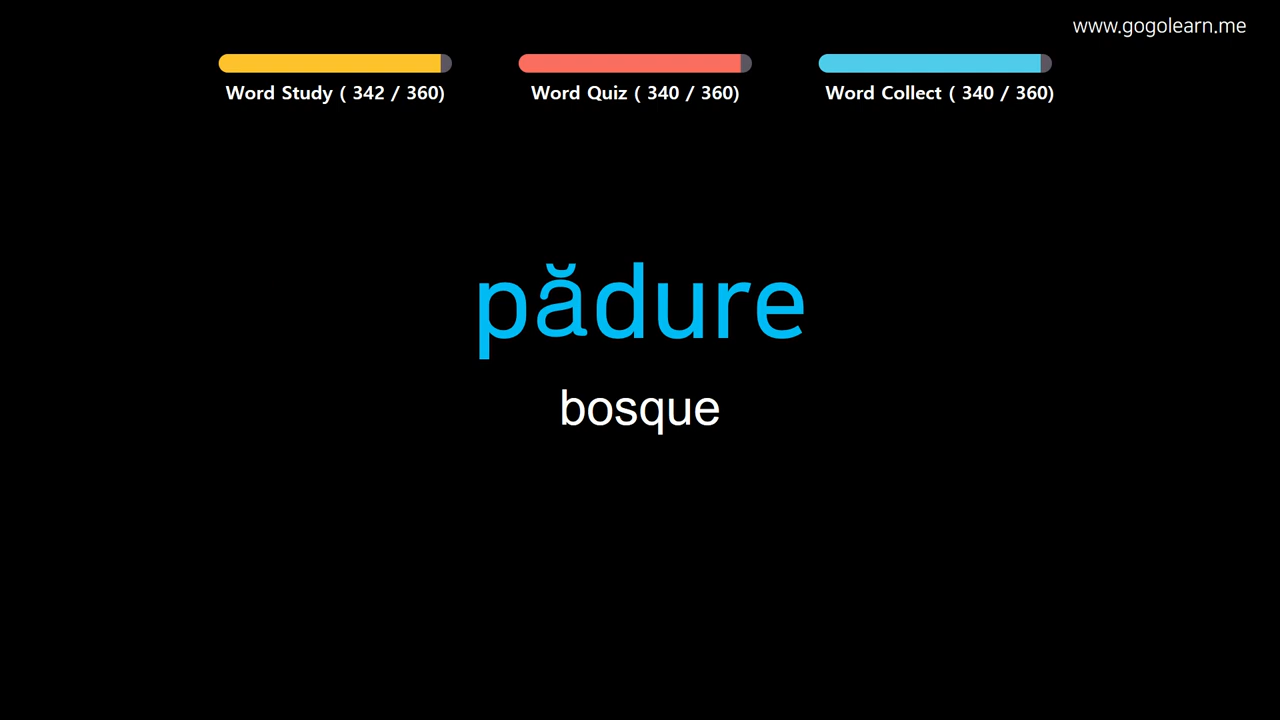 www.gogolearn.me
Word Study ( 342 / 360)
Word Quiz ( 340 / 360)
Word Collect ( 340 / 360)
pădure
bosque